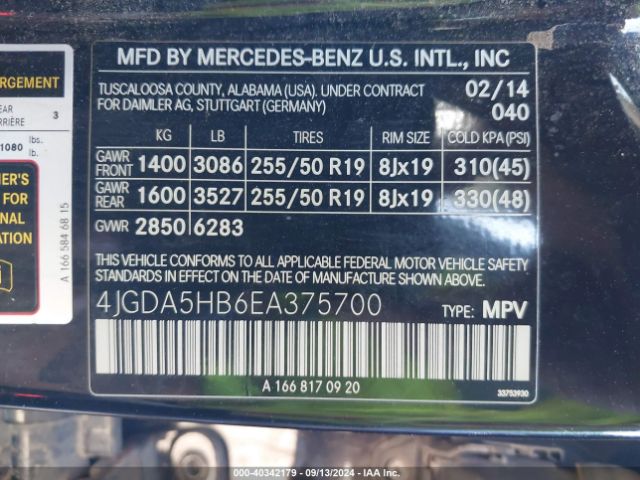 ARGEMENT
EAR
RRIÈRE 3
lbs.
1080
lb.
ER'S
FOR
NAL
ATION
A 166 584 68 15
MFD BY MERCEDES-BENZ U.S. INTL., INC
TUSCALOOSA COUNTY, ALABAMA (USA). UNDER CONTRACT
FOR DAIMLER AG, STUTTGART (GERMANY)
02/14
040
KG LB TIRES RIM SIZE COLD KPA(PSI)
GAWR FRONT 1400 3086 255/50 R19 8Jx19 310(45)
GAWR REAR 1600 3527 255/50 R19 8Jx19 330(48)
GVWR 2850 6283
THIS VEHICLE CONFORMS TO ALL APPLICABLE FEDERAL MOTOR VEHICLE SAFETY
STANDARDS IN EFFECT ON THE DATE OF MANUFACTURE SHOWN ABOVE.
4JGDA5HB6EA375700 TYPE: MPV
A 166 817 09 20
33753930
000-40342179 - 09/13/2024 - IAA Inc.